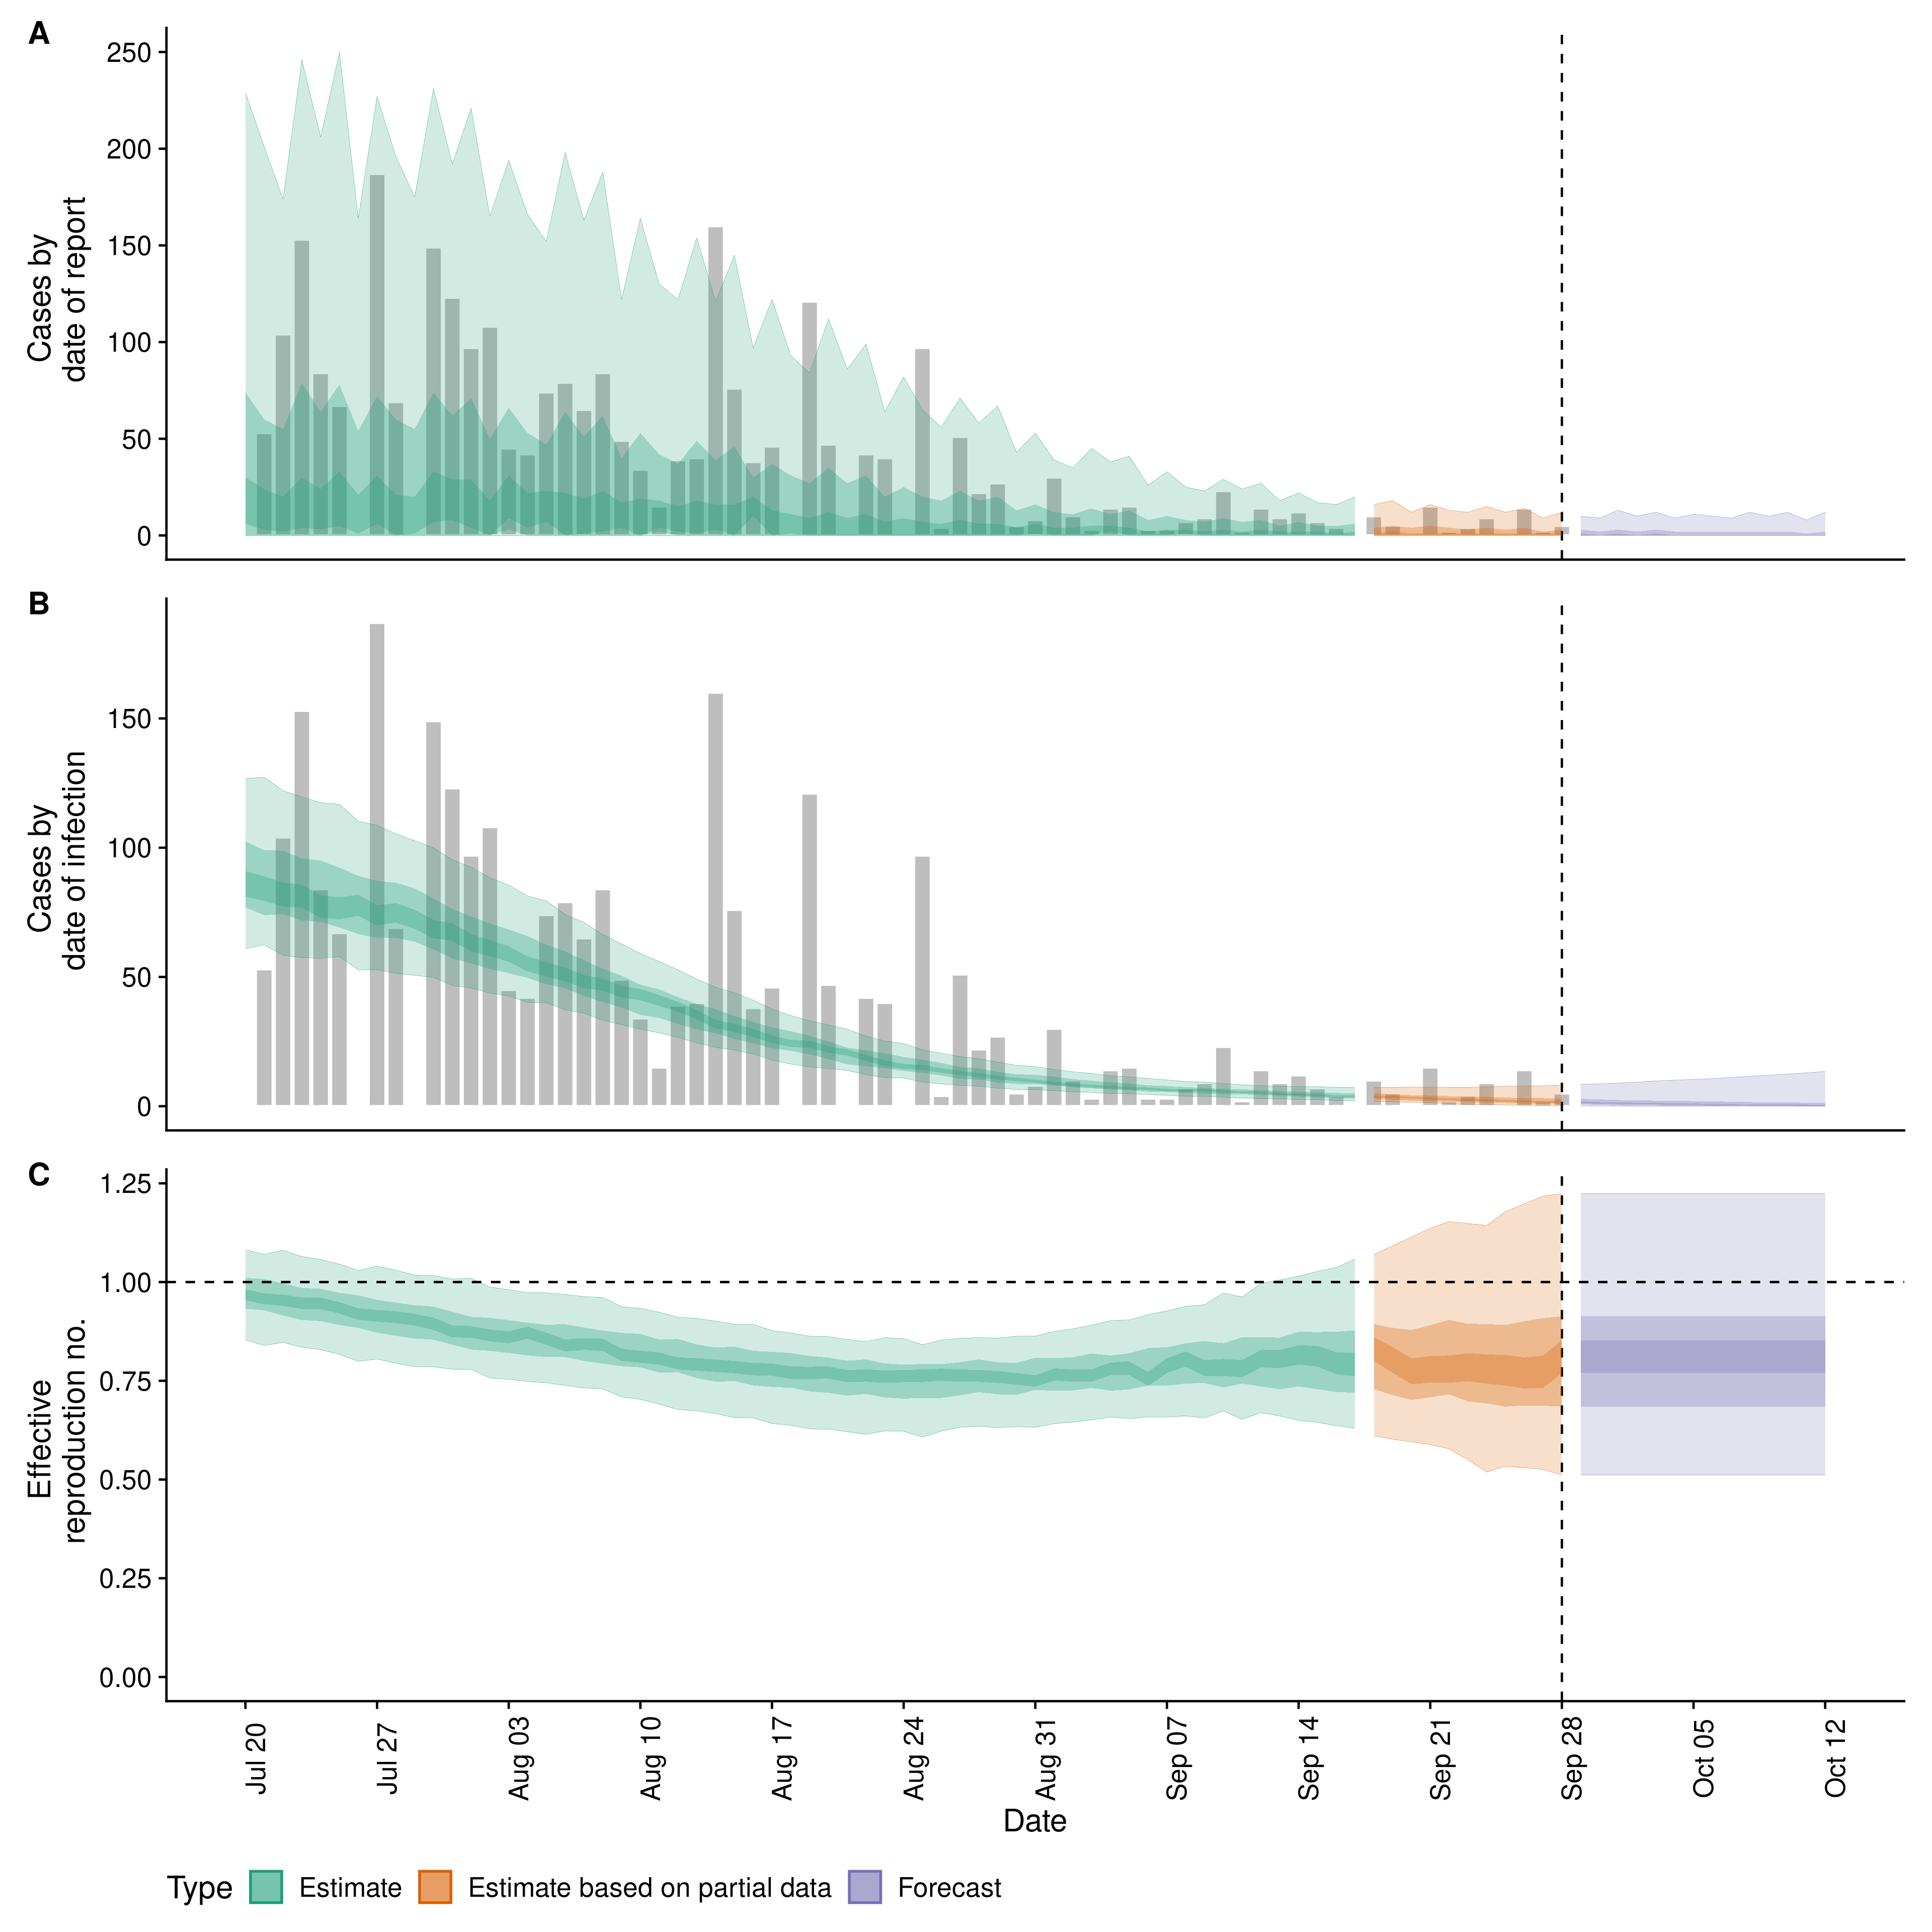 A
250
200
150
100
50
0
Cases by
date of report
B
150
100
50
0
Cases by
date of infection
C
1.25
1.00
0.75
0.50
0.25
0.00
Effective
reproduction no.
Jul 20
Jul 27
Aug 03
Aug 10
Aug 17
Aug 24
Aug 31
Sep 07
Sep 14
Sep 21
Sep 28
Oct 05
Oct 12
Date
Type Estimate Estimate based on partial data Forecast